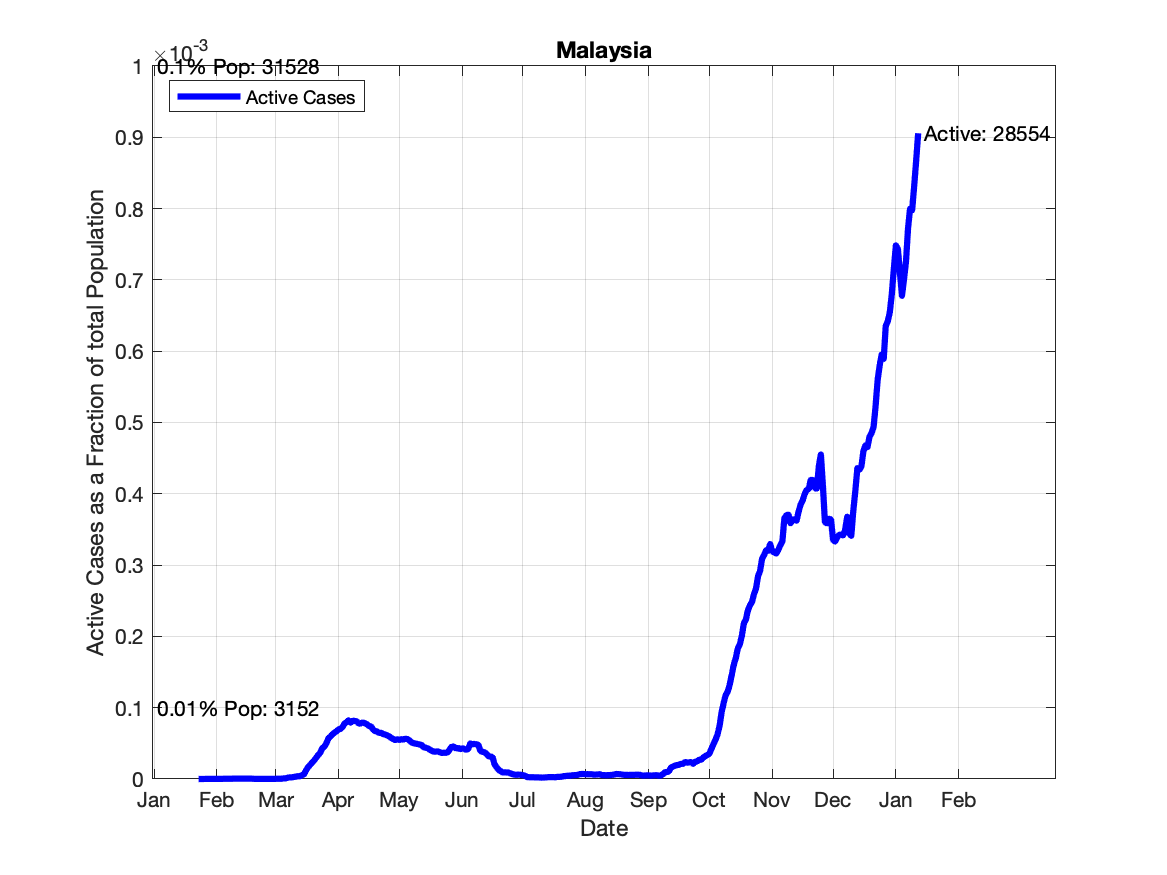 Malaysia
×10-3
0.1% Pop: 31528
Active Cases
Active: 28554
0.01% Pop: 3152
Active Cases as a Fraction of total Population
1
0.9
0.8
0.7
0.6
0.5
0.4
0.3
0.2
0.1
0
Jan Feb Mar Apr May Jun Jul Aug Sep Oct Nov Dec Jan Feb
Date